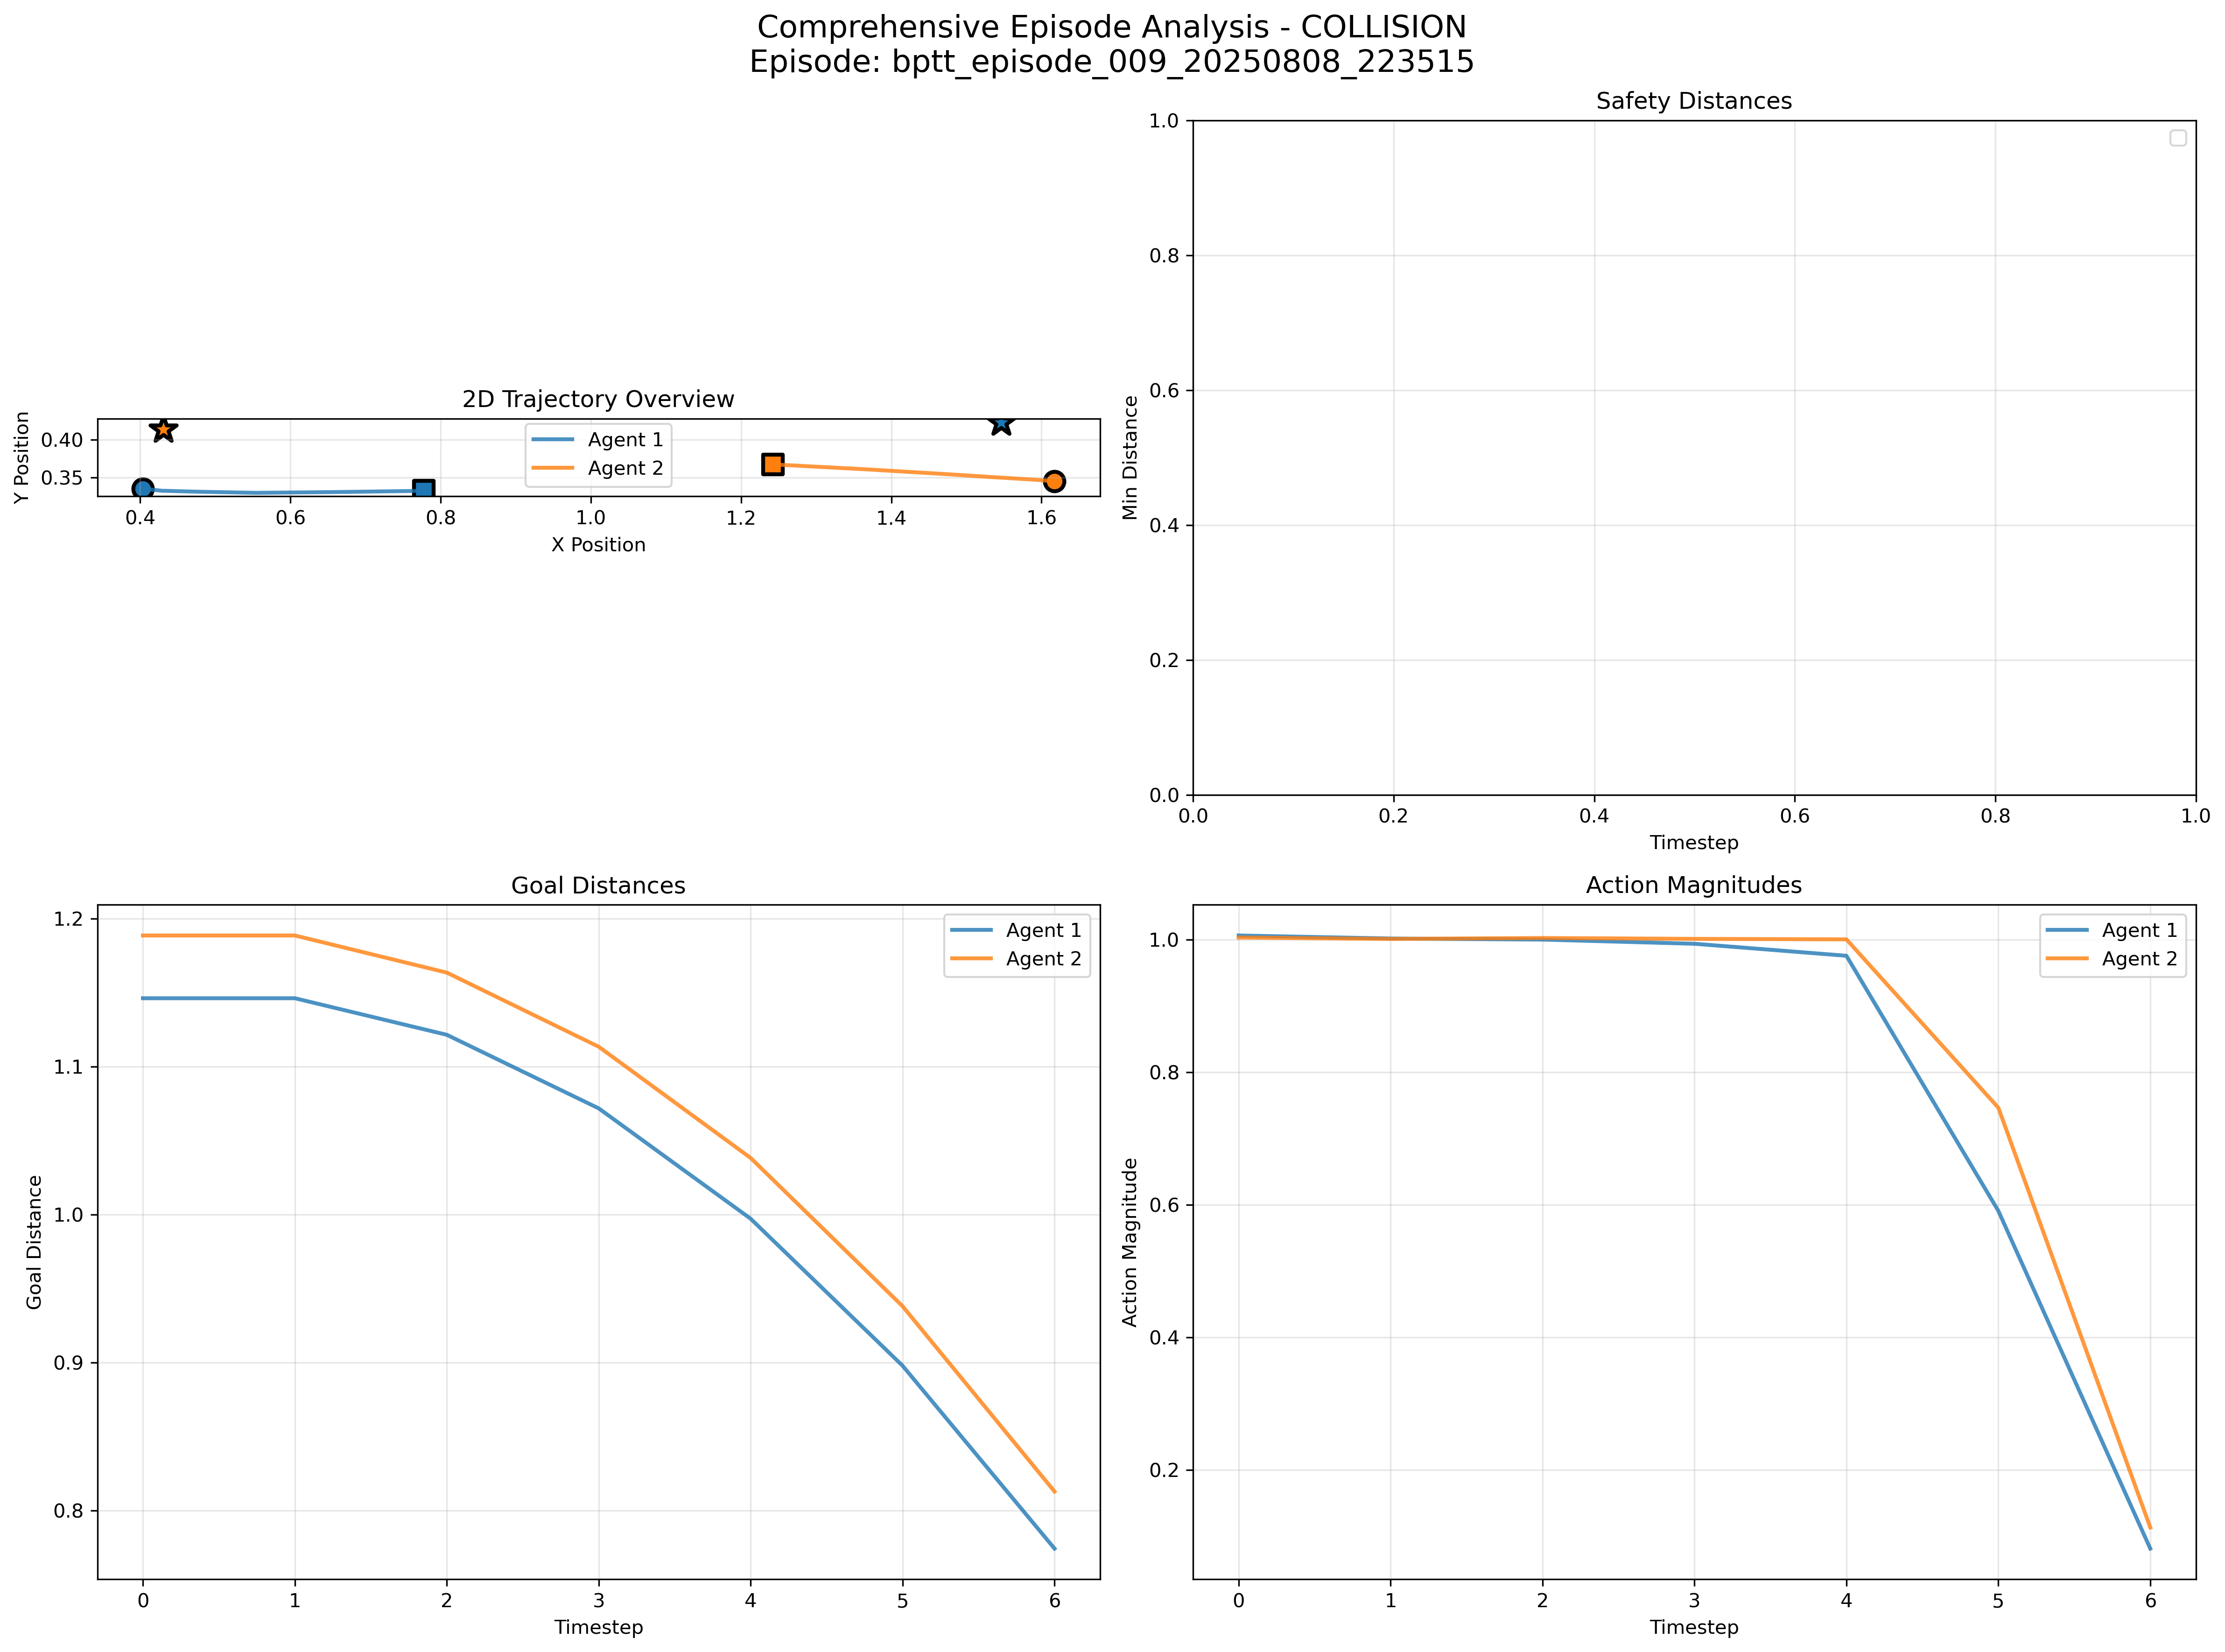 Comprehensive Episode Analysis - COLLISION
Episode: bptt_episode_009_20250808_223515
2D Trajectory Overview
Y Position
0.40
0.35
Agent 1
Agent 2
0.4 0.6 0.8 1.0 1.2 1.4 1.6
X Position
Safety Distances
Min Distance
1.0
0.8
0.6
0.4
0.2
0.0
0.0 0.2 0.4 0.6 0.8 1.0
Timestep
Goal Distances
Goal Distance
1.2
1.1
1.0
0.9
0.8
Agent 1
Agent 2
0 1 2 3 4 5 6
Timestep
Action Magnitudes
Action Magnitude
1.0
0.8
0.6
0.4
0.2
Agent 1
Agent 2
0 1 2 3 4 5 6
Timestep